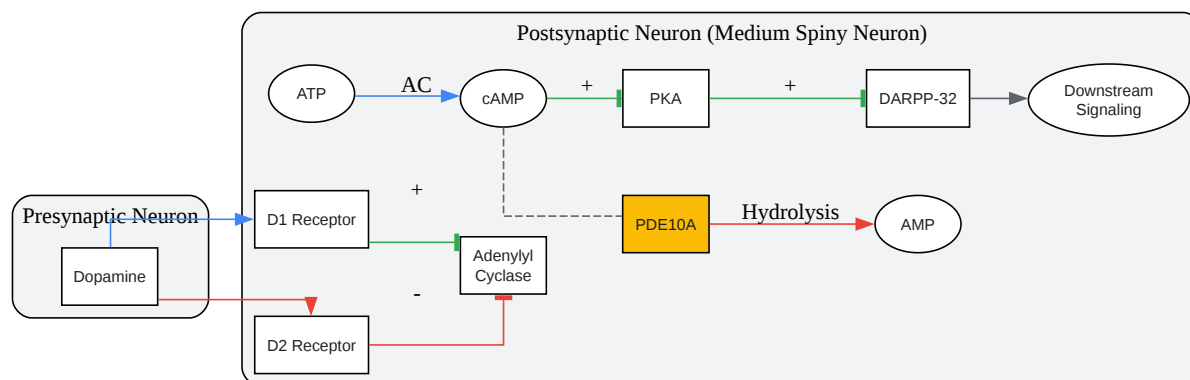 Postsynaptic Neuron (Medium Spiny Neuron)
ATP
AC
cAMP
+
PKA
+
DARPP-32
Downstream
Signaling
Presynaptic Neuron
Dopamine
D1 Receptor
+
Adenylyl
Cyclase
-
D2 Receptor
PDE10A
Hydrolysis
AMP